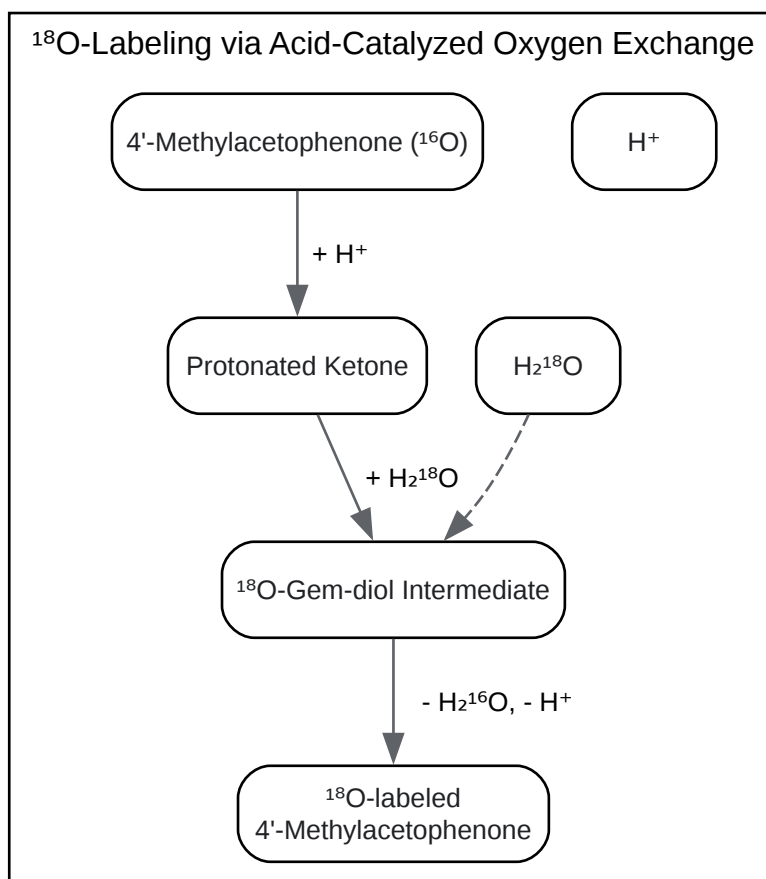 ¹⁸O-Labeling via Acid-Catalyzed Oxygen Exchange
4'-Methylacetophenone (¹⁶O)
H⁺
+ H⁺
Protonated Ketone
H₂¹⁸O
+ H₂¹⁸O
¹⁸O-Gem-diol Intermediate
- H₂¹⁶O, - H⁺
¹⁸O-labeled
4'-Methylacetophenone